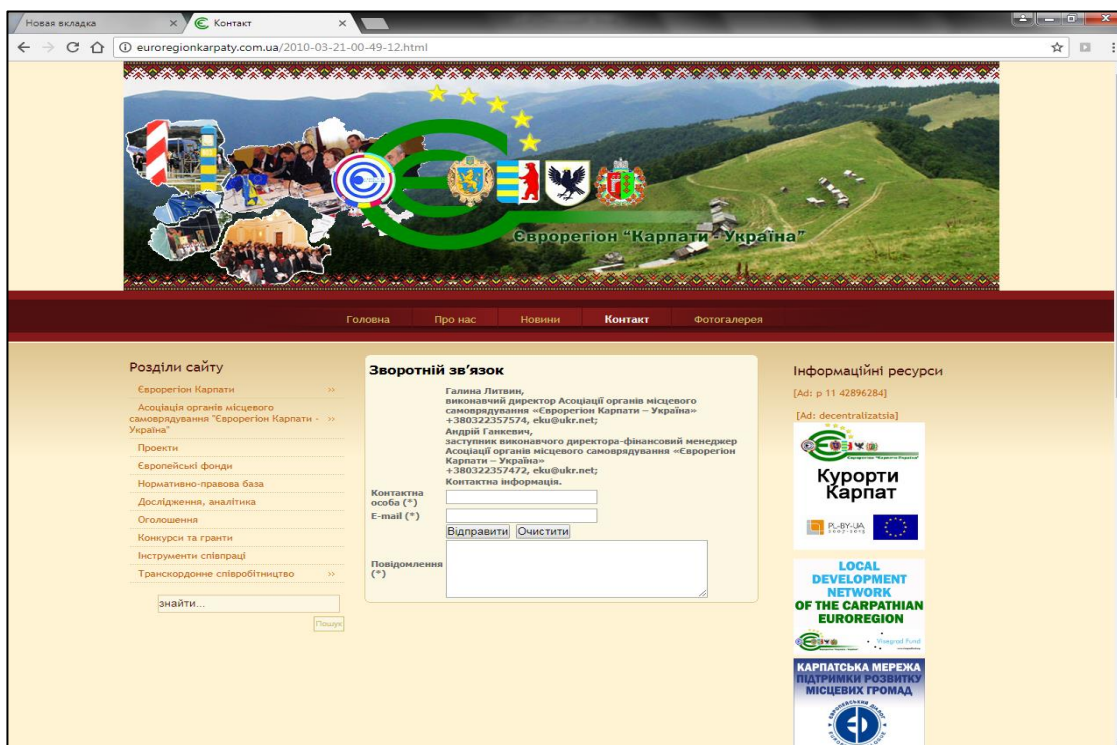 Новая вкладка
Контакт
euroregionkarpaty.com.ua/2010-03-21-00-49-12.html
Єврорегіон "Карпати - Україна"
Головна
Про нас
Новини
Контакт
Фотогалерея
Розділи сайту
Єврорегіон Карпати
Асоціація органів місцевого
самоврядування "Єврорегіон Карпати -
Україна"
Проекти
Європейські фонди
Нормативно-правова база
Дослідження, аналітика
Оголошення
Конкурси та гранти
Інструменти співпраці
Транскордонне співробітництво
знайти...
Пошук
Зворотній зв'язок
Галина Литвин,
виконавчий директор Асоціації органів місцевого
самоврядування «Єврорегіон Карпати – Україна»
+380322357574, eku@ukr.net;
Андрій Ганкевич,
заступник виконавчого директора-фінансовий менеджер
Асоціації органів місцевого самоврядування «Єврорегіон
Карпати – Україна»
+380322357472, eku@ukr.net;
Контактна інформація.
Контактна
особа (*)
E-mail (*)
Відправити Очистити
Повідомлення
(*)
Інформаційні ресурси
[Ad: p 11 42896284]
[Ad: decentralizatsia]
Курорти
Карпат
PL-BY-UA
2007-2013
LOCAL
DEVELOPMENT
NETWORK
OF THE CARPATHIAN
EUROREGION
Visegrad Fund
КАРПАТСЬКА МЕРЕЖА
ПІДТРИМКИ РОЗВИТКУ
МІСЦЕВИХ ГРОМАД